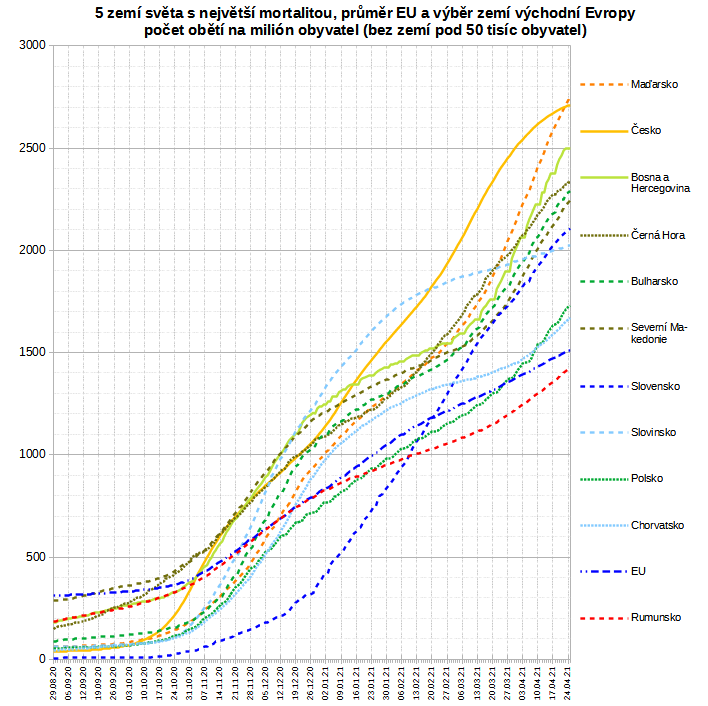 5 zemí světa s největší mortalitou, průměr EU a výběr zemí východní Evropy
počet obětí na milión obyvatel (bez zemí pod 50 tisíc obyvatel)
3000
2500
2000
1500
1000
500
0
Maďarsko
Česko
Bosna a
Hercegovina
Černá Hora
Bulharsko
Severní Ma-
kedonie
Slovensko
Slovinsko
Polsko
Chorvatsko
EU
Rumunsko
29.08.20
05.09.20
12.09.20
19.09.20
26.09.20
03.10.20
10.10.20
17.10.20
24.10.20
31.10.20
07.11.20
14.11.20
21.11.20
28.11.20
05.12.20
12.12.20
19.12.20
26.12.20
02.01.21
09.01.21
16.01.21
23.01.21
30.01.21
06.02.21
13.02.21
20.02.21
27.02.21
06.03.21
13.03.21
20.03.21
27.03.21
03.04.21
10.04.21
17.04.21
24.04.21